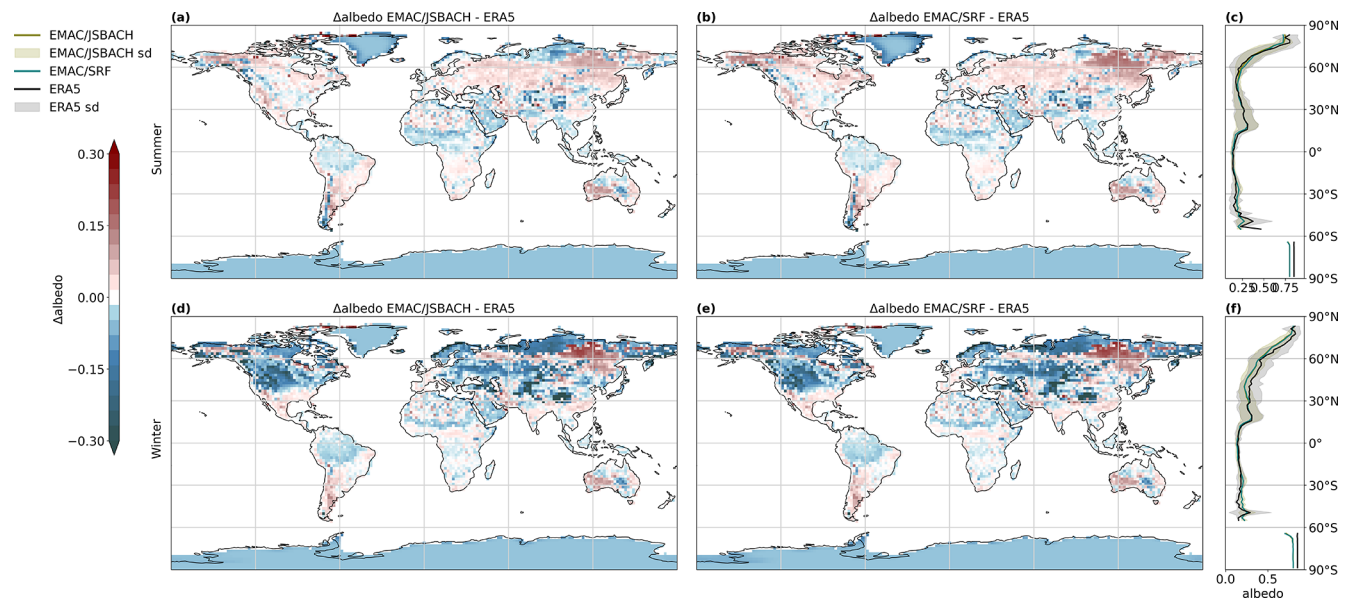 (a) Δalbedo EMAC/JSBACH - ERA5
(b) Δalbedo EMAC/SRF - ERA5
(c)
EMAC/JSBACH
EMAC/JSBACH sd
EMAC/SRF
ERA5
ERA5 sd
Summer
90°N
60°N
30°N
0°
30°S
60°S
90°S
0.25 0.50 0.75
0.30
0.15
0.00
−0.15
−0.30
Δalbedo
(d) Δalbedo EMAC/JSBACH - ERA5
(e) Δalbedo EMAC/SRF - ERA5
(f)
Winter
90°N
60°N
30°N
0°
30°S
60°S
90°S
0.0 0.5
albedo